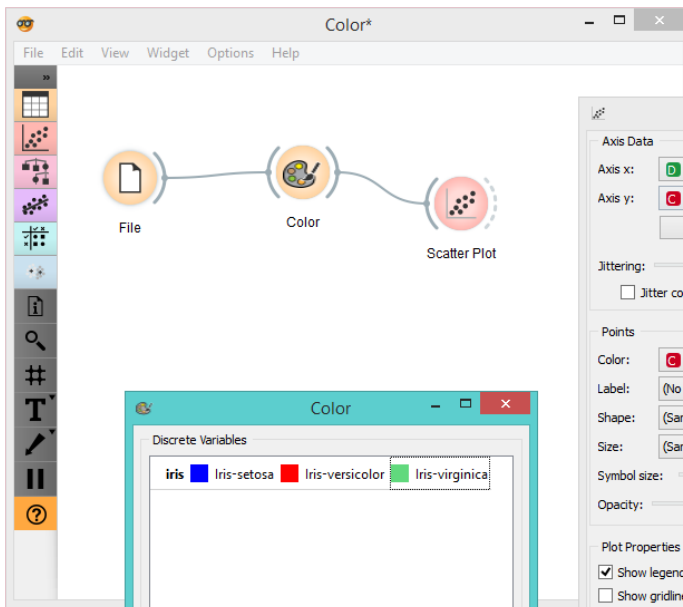 Color*
File Edit View Widget Options Help
»
File
Color
Scatter Plot
Axis Data
Axis x: D
Axis y: C
Jittering:
Jitter co
Points
Color: C
Label: (No
Shape: (Sar
Size: (Sar
Symbol size:
Opacity:
Plot Properties
Show legend
Show gridline
Color
Discrete Variables
iris Iris-setosa Iris-versicolor Iris-virginica
T
?